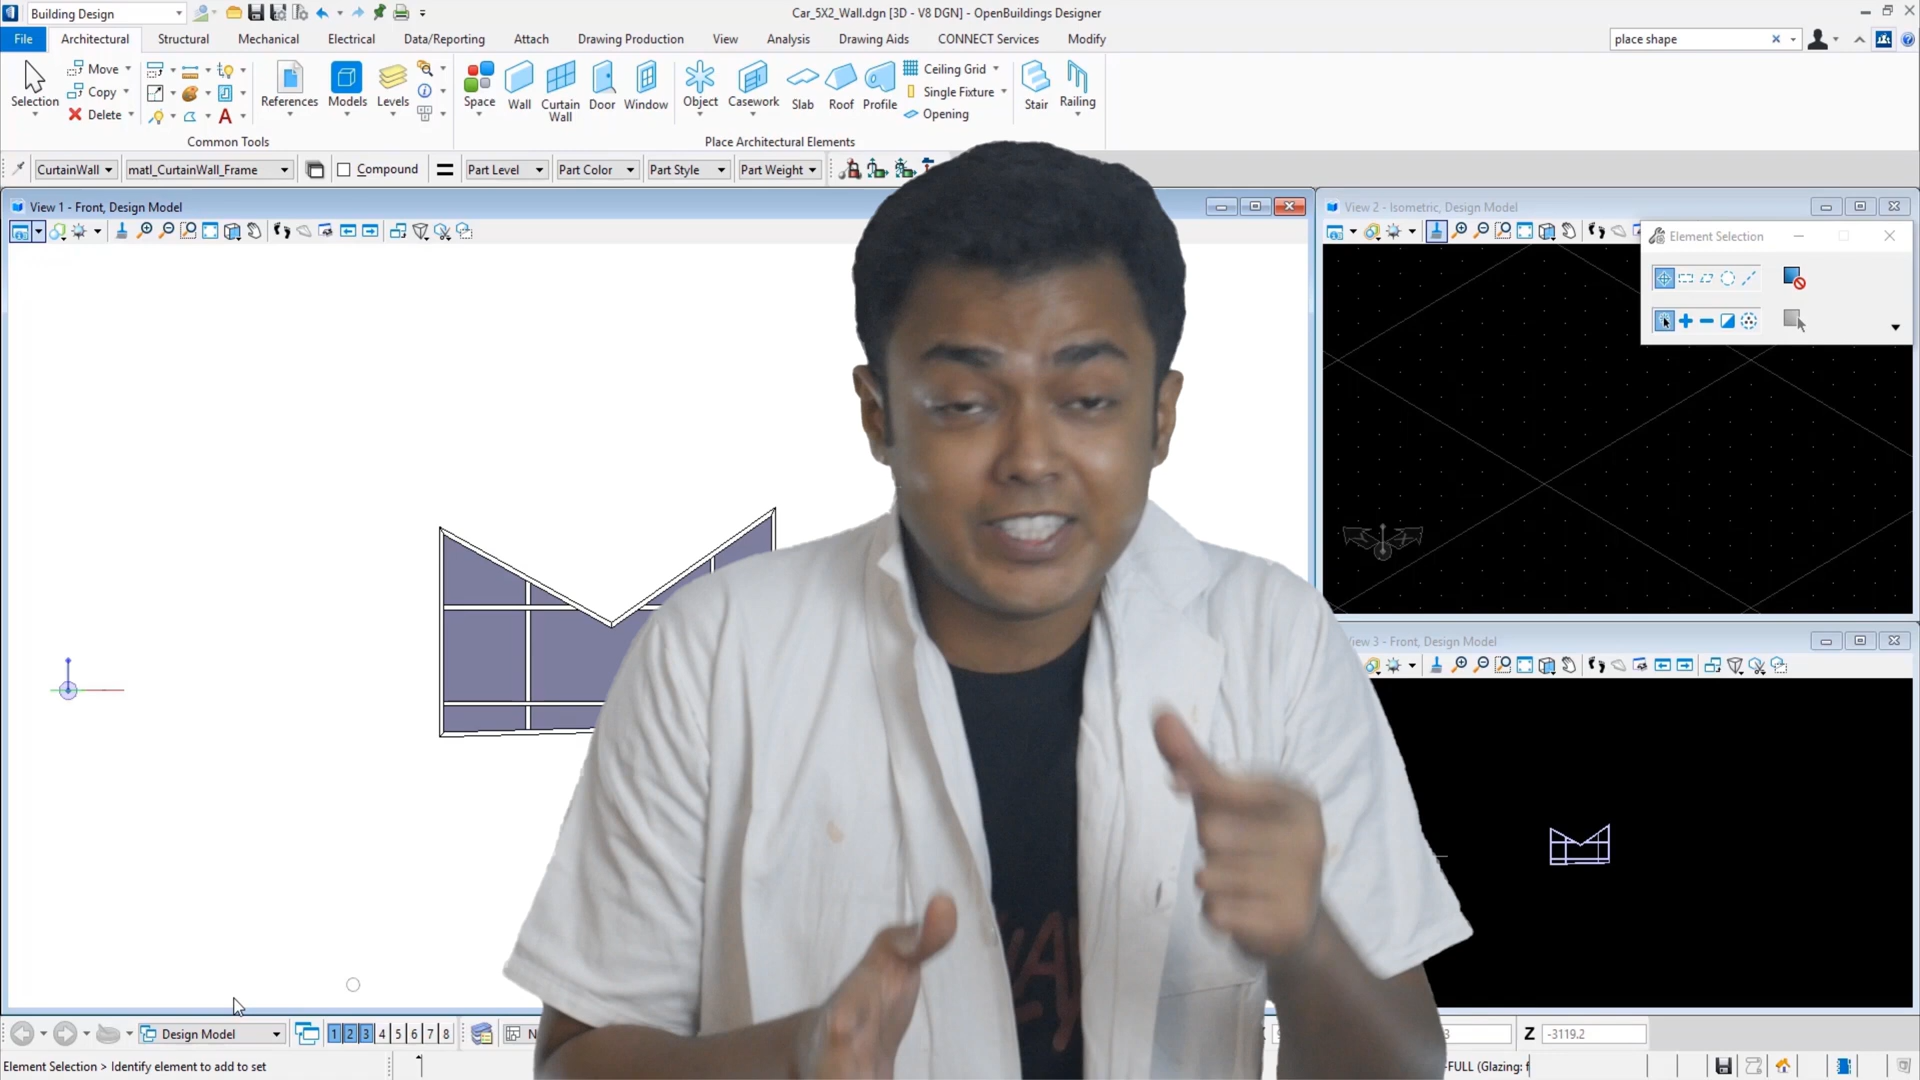 Building Design
Car_5X2_Wall.dgn [3D - V8 DGN] - OpenBuildings Designer
File Architectural Structural Mechanical Electrical Data/Reporting Attach Drawing Production View Analysis Drawing Aids CONNECT Services Modify
place shape
Selection
Move
Copy
Delete
References Models Levels
Common Tools
Space Wall Curtain Wall Door Window Object Casework Slab Roof Profile
Ceiling Grid
Single Fixture
Opening
Stair Railing
Place Architectural Elements
CurtainWall matl_CurtainWall_Frame Compound Part Level Part Color Part Style Part Weight
View 1 - Front, Design Model
View 2 - Isometric, Design Model
Element Selection
View 3 - Front, Design Model
Design Model
1 2 3 4 5 6 7 8
Z -3119.2
Element Selection > Identify element to add to set
-FULL (Glazing: f